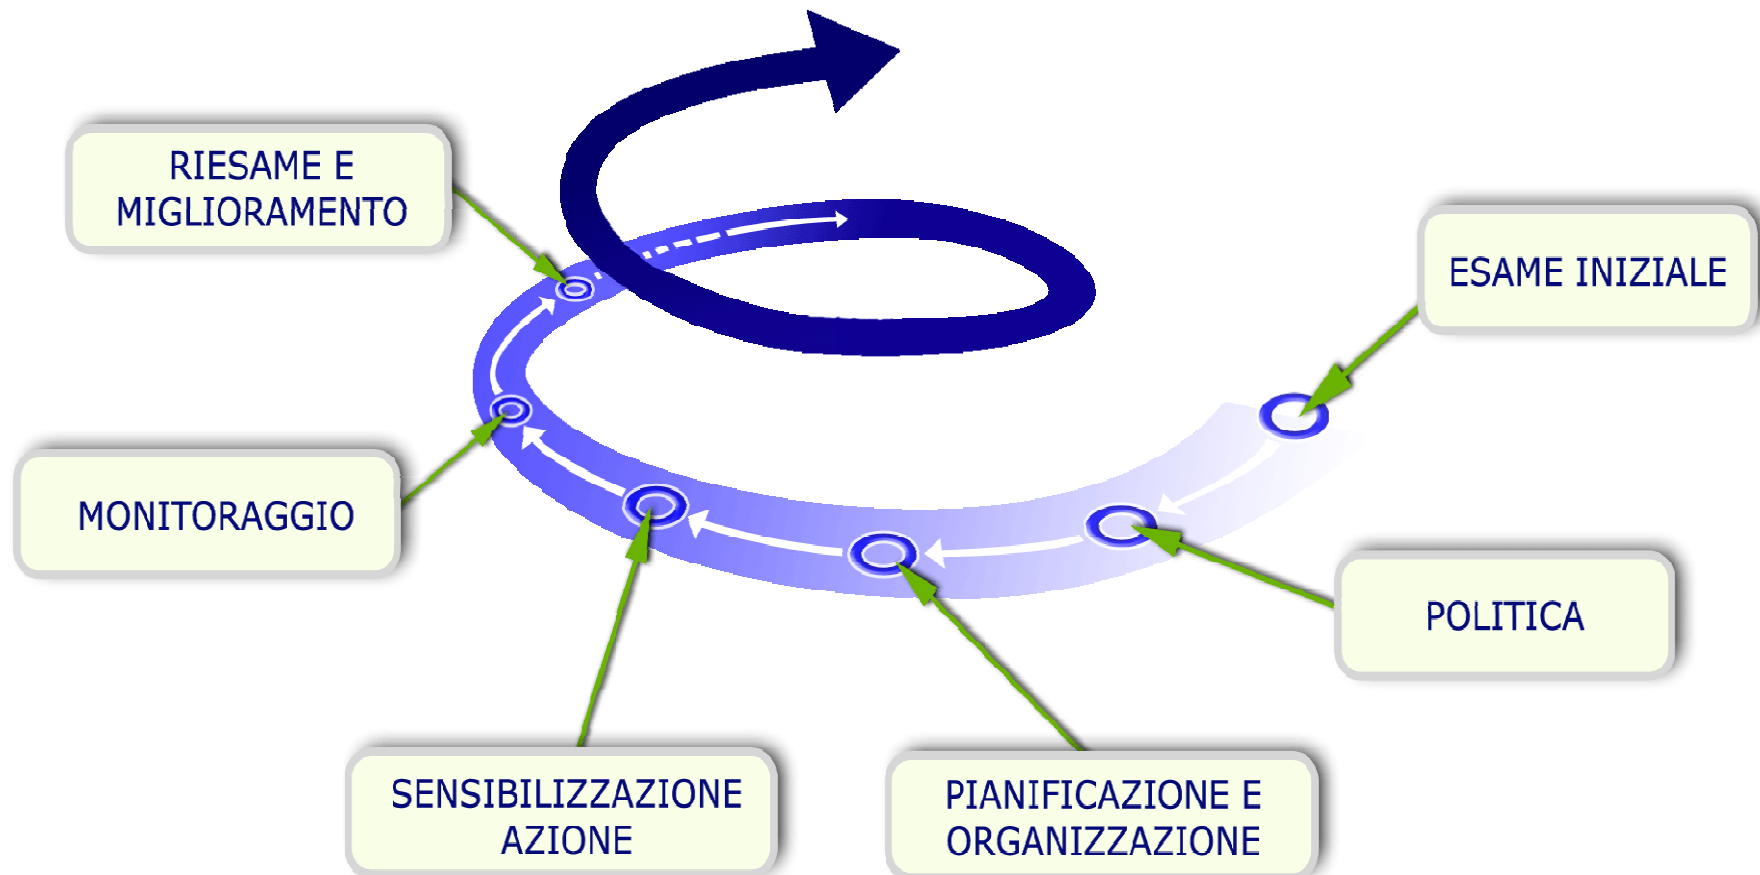 RIESAME E
MIGLIORAMENTO
ESAME INIZIALE
MONITORAGGIO
POLITICA
SENSIBILIZZAZIONE
AZIONE
PIANIFICAZIONE E
ORGANIZZAZIONE